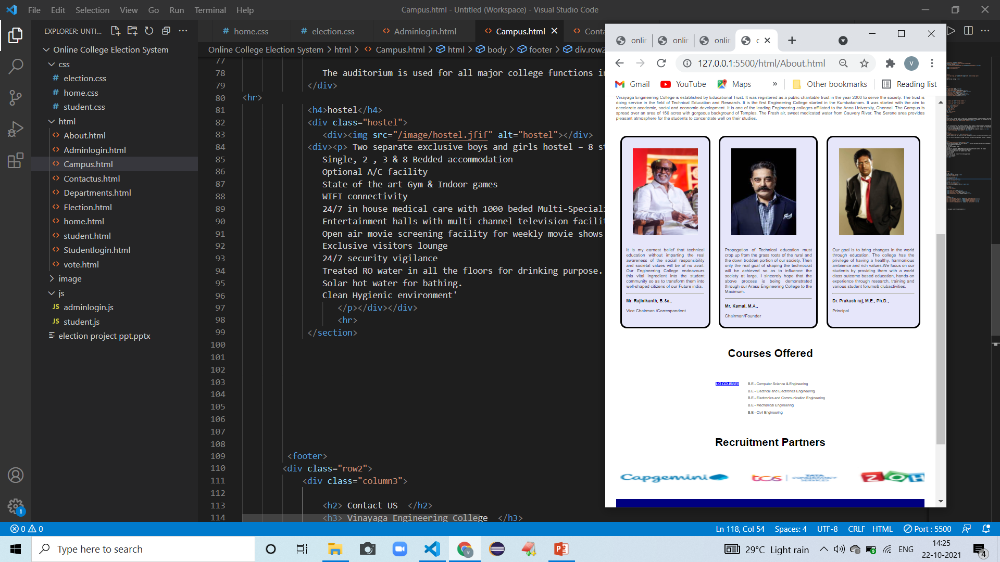 File Edit Selection View Go Run Terminal Help
Campus.html - Untitled (Workspace) - Visual Studio Code
EXPLORER: UNTI...
# home.css
# election.css
<> Adminlogin.html
<> Campus.html
<> Conta
Online College Election System > html > <> Campus.html > html > body > footer > div.row2
Online College Election System
css
# election.css
# home.css
# student.css
html
<> About.html
<> Adminlogin.html
<> Campus.html
<> Contactus.html
<> Departments.html
<> Election.html
<> home.html
<> student.html
<> Studentlogin.html
<> vote.html
image
js
JS adminlogin.js
JS student.js
election project ppt.pptx
1
77
78 The auditorium is used for all major college functions in
79 </div>
80 <hr>
81 <h4>hostel</h4>
82 <div class="hostel">
83 <div><img src="/image/hostel.jfif" alt="hostel"></div>
84 <div><p> Two separate exclusive boys and girls hostel – 8 st
85 Single, 2 , 3 & 8 Bedded accommodation
86 Optional A/C facility
87 State of the art Gym & Indoor games
88 WIFI connectivity
89 24/7 in house medical care with 1000 beded Multi-Speciali
90 Entertainment halls with multi channel television facilit
91 Open air movie screening facility for weekly movie shows
92 Exclusive visitors lounge
93 24/7 security vigilance
94 Treated RO water in all the floors for drinking purpose.
95 Solar hot water for bathing.
96 Clean Hygienic environment'
97 </p></div></div>
98 <hr>
99 </section>
100
101
102
103
104
105
106
107
108
109 <footer>
110 <div class="row2">
111 <div class="column3">
112
113 <h2> Contact US </h2>
114 <h3> Vinayaga Engineering College </h3>
onlin
onlin
onlin
127.0.0.1:5500/html/About.html
V
Gmail YouTube Maps » Other bookmarks Reading list
Vinayaga Engineering College is established by Educational Trust. It was registered as a public charitable trust in the year 2000 to serve the society. The trust is
doing service in the field of Technical Education and Research. It is the first Engineering College started in the Kumbakonam. It was started with the aim to
accelerate academic, social and economic development. It is one of the leading Engineering colleges affiliated to the Anna University, Chennai. The Campus is
spread over an area of 150 acres with gorgeous background of Temples. The Fresh air, sweet medicated water from Cauvery River. The Serene area provides
pleasant atmosphere for the students to concentrate well on their studies.
It is my earnest belief that technical
education without imparting the real
awareness of the social responsibility
and societal values will be of no avail.
Our Engineering College endeavours
this vital ingredient into the student
community so as to transform them into
well-shaped citizens of our Future india.
Mr. Rajinikanth, B.Sc.,
Vice Chairman /Correspondent
Propogation of Technical education must
crop up from the grass roots of the rural and
the down trodden portion of our society. Then
only the real goal of shaping the technocrat
will be achieved so as to influence the
society at large. I sincerely hope that the
above process is being demonstrated
through our Arasu Engineering College to the
Maximum.
Mr. Kamal, M.A.,
Chairman/Founder
Our goal is to bring changes in the world
through education. The college has the
privilege of having a healthy, harmonious
ambience and rich values.We focus on our
students by providing them with a world
class outcome based education, hands-on
experience through research, training and
various student forums& clubactivities.
Dr. Prakash raj, M.E., Ph.D.,
Principal
Courses Offered
UG COURSES
B.E - Computer Science & Engineering
B.E - Electrical and Electronics Engineering
B.E - Electronics and Communication Engineering
B.E - Mechanical Engineering
B.E - Civil Engineering
Recruitment Partners
Capgemini
tcs | TATA CONSULTANCY SERVICES
ZOH
0 0
Ln 118, Col 54 Spaces: 4 UTF-8 CRLF HTML Port : 5500
Type here to search
29°C Light rain
ENG
14:25
22-10-2021
4